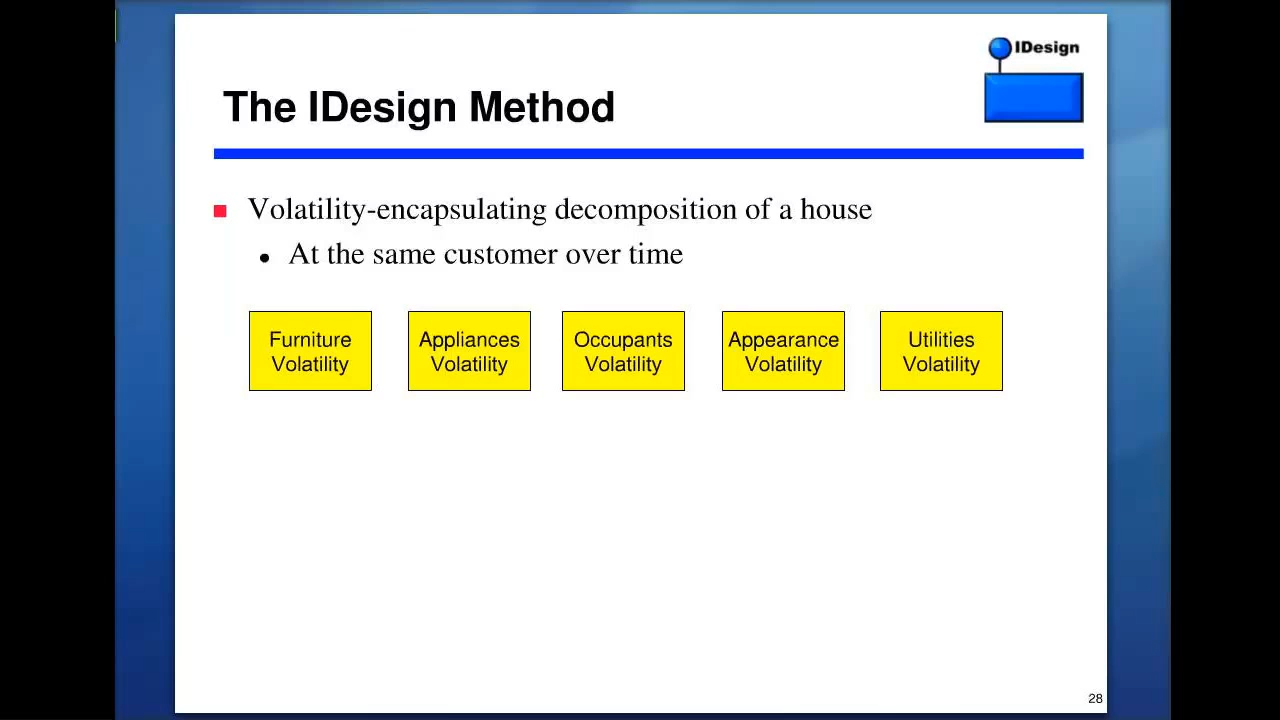 IDesign
The IDesign Method
Volatility-encapsulating decomposition of a house
At the same customer over time
Furniture
Volatility
Appliances
Volatility
Occupants
Volatility
Appearance
Volatility
Utilities
Volatility
28